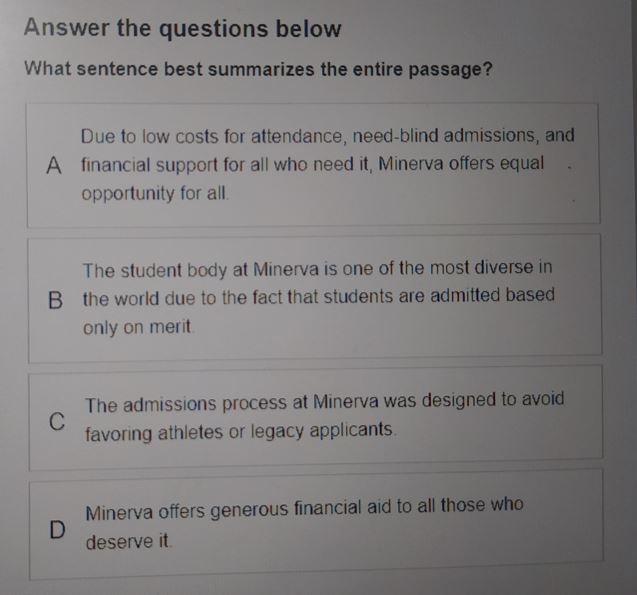 Answer the questions below
What sentence best summarizes the entire passage?
Due to low costs for attendance, need-blind admissions, and
A financial support for all who need it, Minerva offers equal
opportunity for all.
The student body at Minerva is one of the most diverse in
B the world due to the fact that students are admitted based
only on merit.
The admissions process at Minerva was designed to avoid
C
favoring athletes or legacy applicants.
Minerva offers generous financial aid to all those who
D
deserve it.